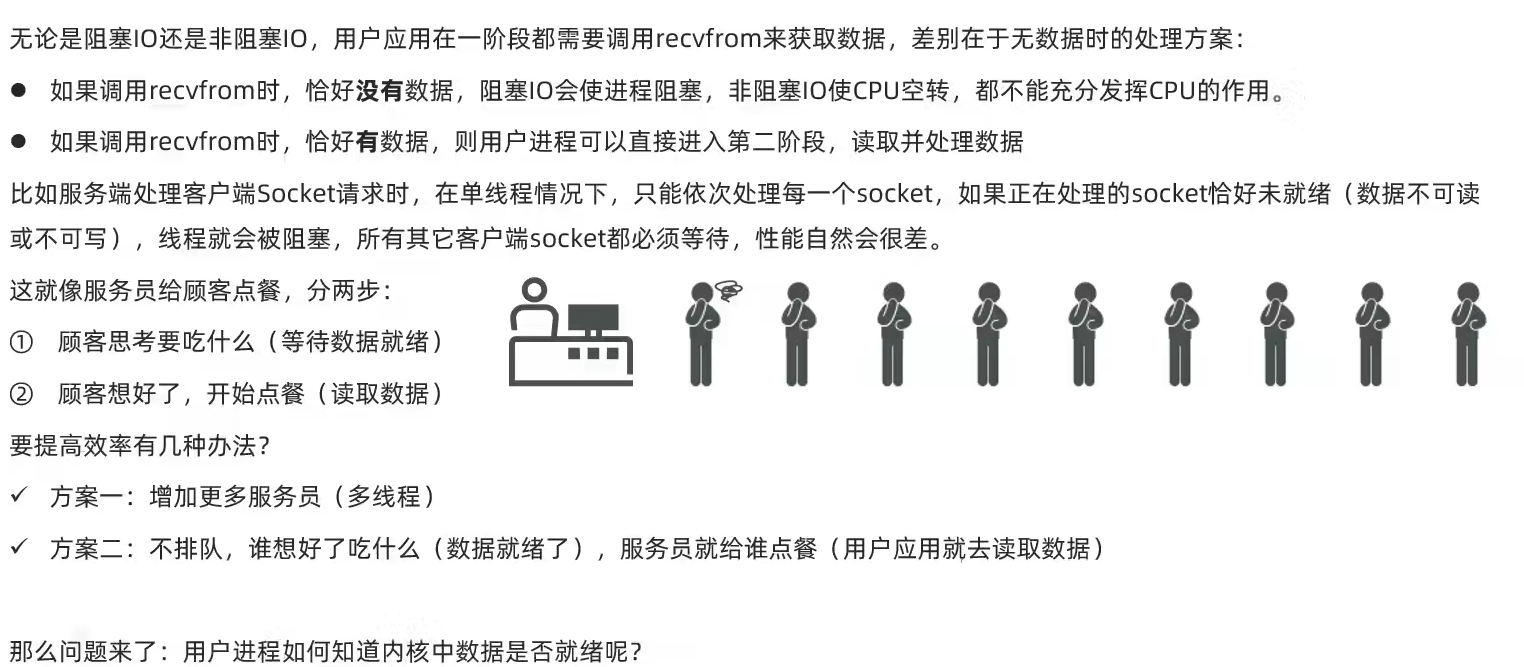 无论是阻塞IO还是非阻塞IO，用户应用在一阶段都需要调用recvfrom来获取数据，差别在于无数据时的处理方案：
● 如果调用recvfrom时，恰好没有数据，阻塞IO会使进程阻塞，非阻塞IO使CPU空转，都不能充分发挥CPU的作用。
● 如果调用recvfrom时，恰好有数据，则用户进程可以直接进入第二阶段，读取并处理数据
比如服务端处理客户端Socket请求时，在单线程情况下，只能依次处理每一个socket，如果正在处理的socket恰好未就绪（数据不可读
或不可写），线程就会被阻塞，所有其它客户端socket都必须等待，性能自然会很差。
这就像服务员给顾客点餐，分两步：
① 顾客思考要吃什么（等待数据就绪）
② 顾客想好了，开始点餐（读取数据）
要提高效率有几种办法？
✓ 方案一：增加更多服务员（多线程）
✓ 方案二：不排队，谁想好了吃什么（数据就绪了），服务员就给谁点餐（用户应用就去读取数据）
那么问题来了：用户进程如何知道内核中数据是否就绪呢？